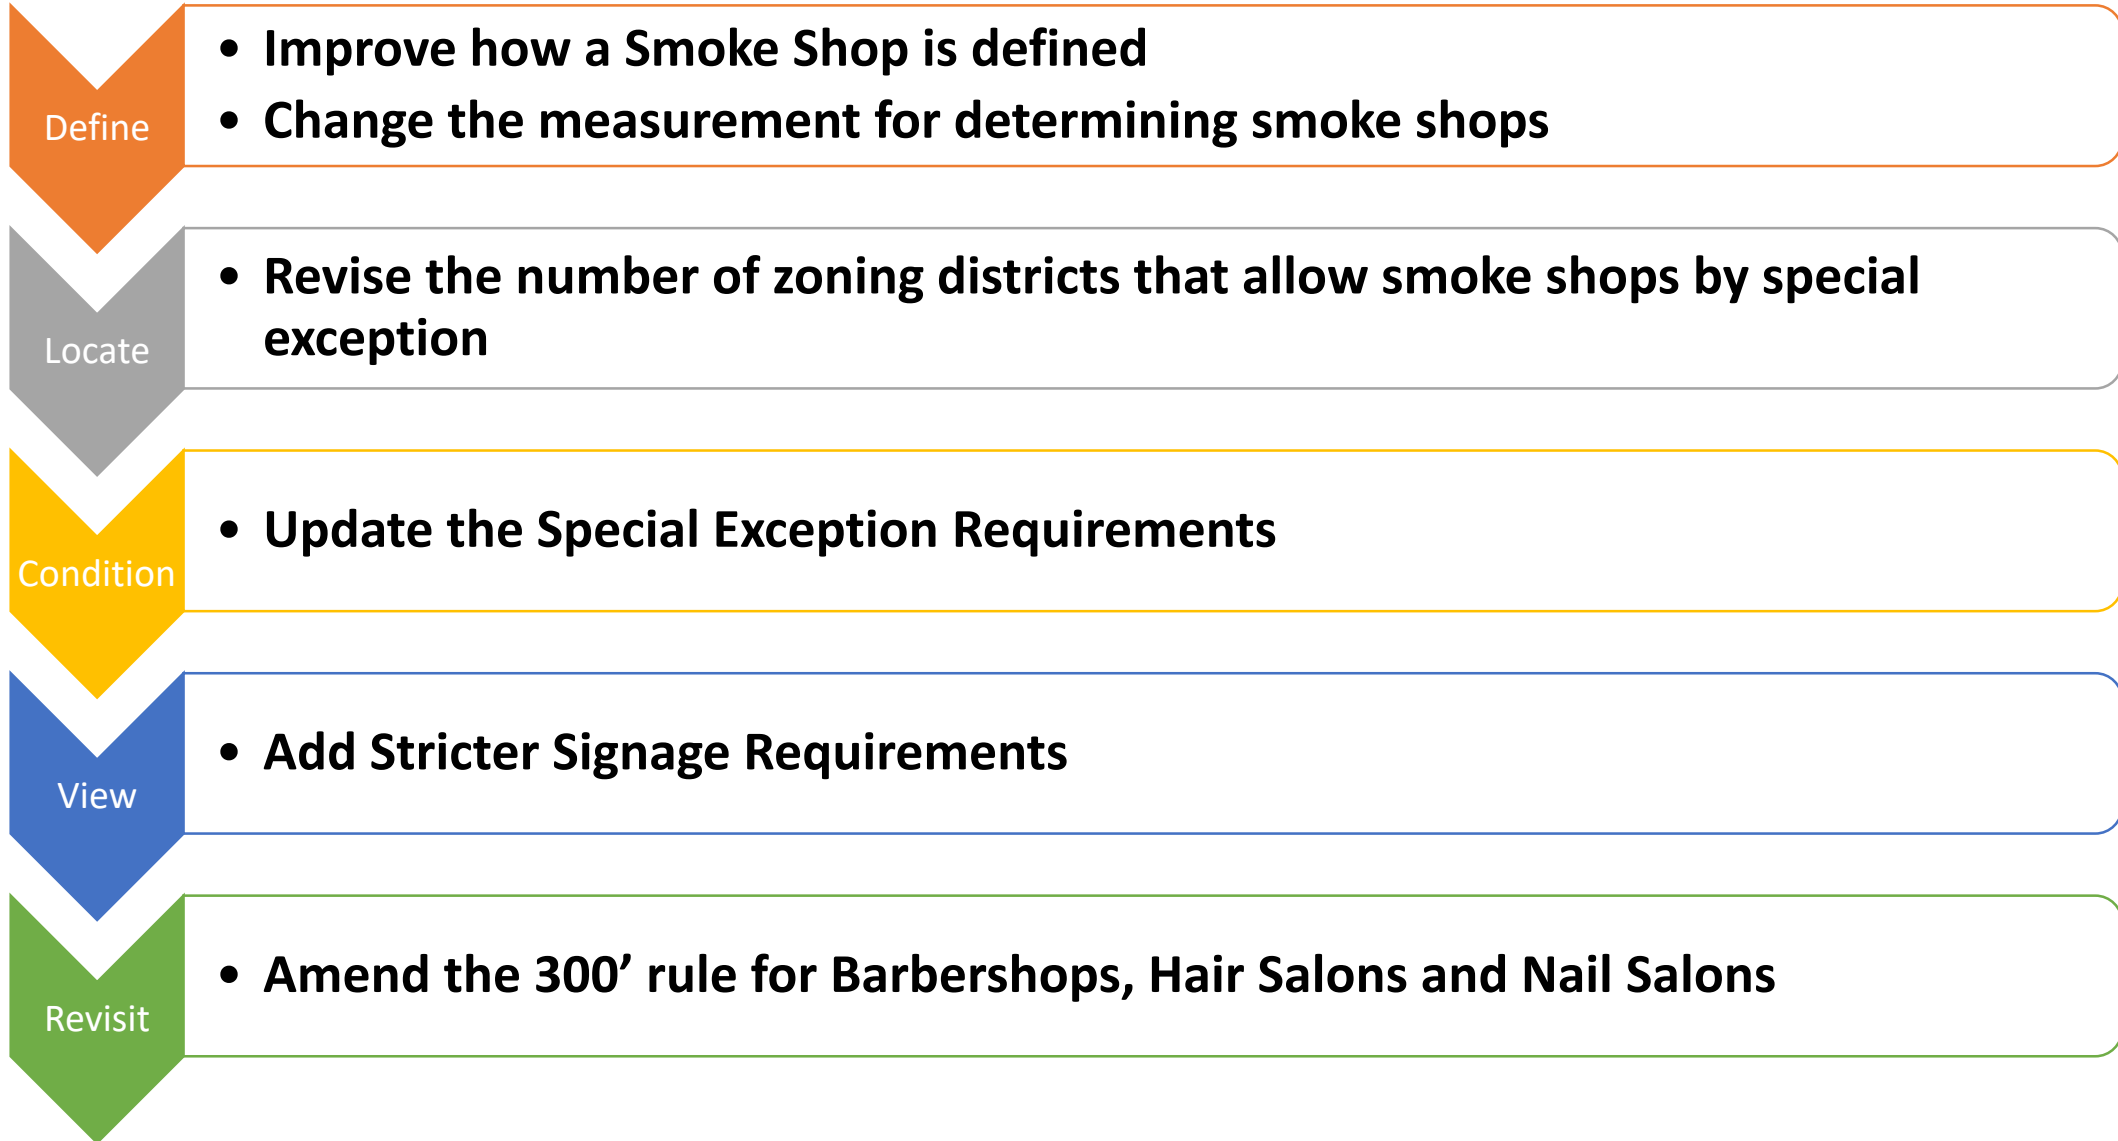 Define
• Improve how a Smoke Shop is defined
• Change the measurement for determining smoke shops
Locate
• Revise the number of zoning districts that allow smoke shops by special
exception
Condition
• Update the Special Exception Requirements
View
• Add Stricter Signage Requirements
Revisit
• Amend the 300’ rule for Barbershops, Hair Salons and Nail Salons